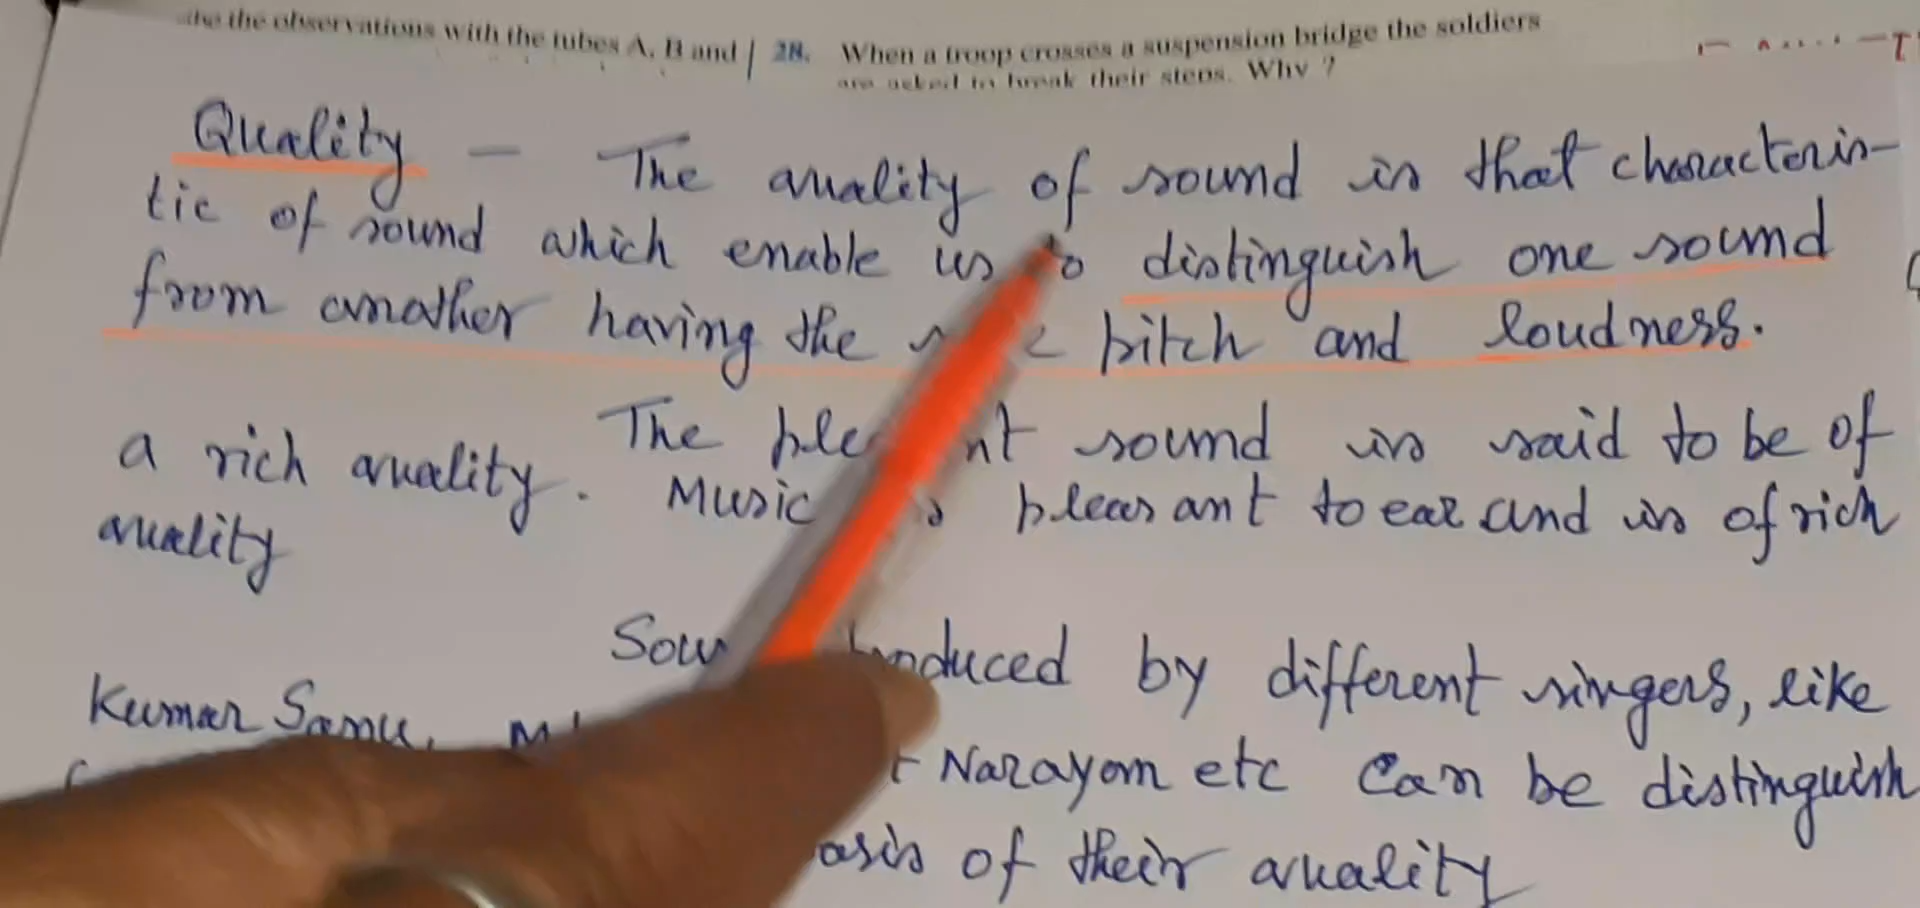 the observations with the tubes A, B and
28. When a troop crosses a suspension bridge the soldiers
are asked to break their steps. Why ?
Quality - The quality of sound is that characteris-
tic of sound which enable us to distinguish one sound
from another having the pitch and loudness.
The sound is said to be of
a rich quality. Music is pleasant to ear and is of rich
quality
produced by different singers, like
Kumar Sanu,
Narayan etc can be distinguish
of their quality